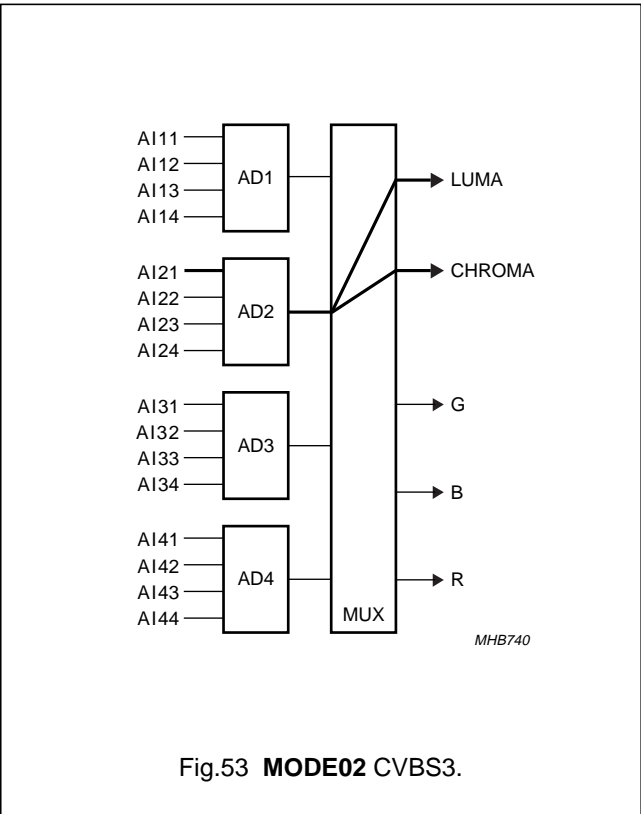 AI11
AI12
AI13
AI14
AD1
LUMA
AI21
AI22
AI23
AI24
AD2
CHROMA
AI31
AI32
AI33
AI34
AD3
G
B
AI41
AI42
AI43
AI44
AD4
R
MUX
MHB740
Fig.53 MODE02 CVBS3.